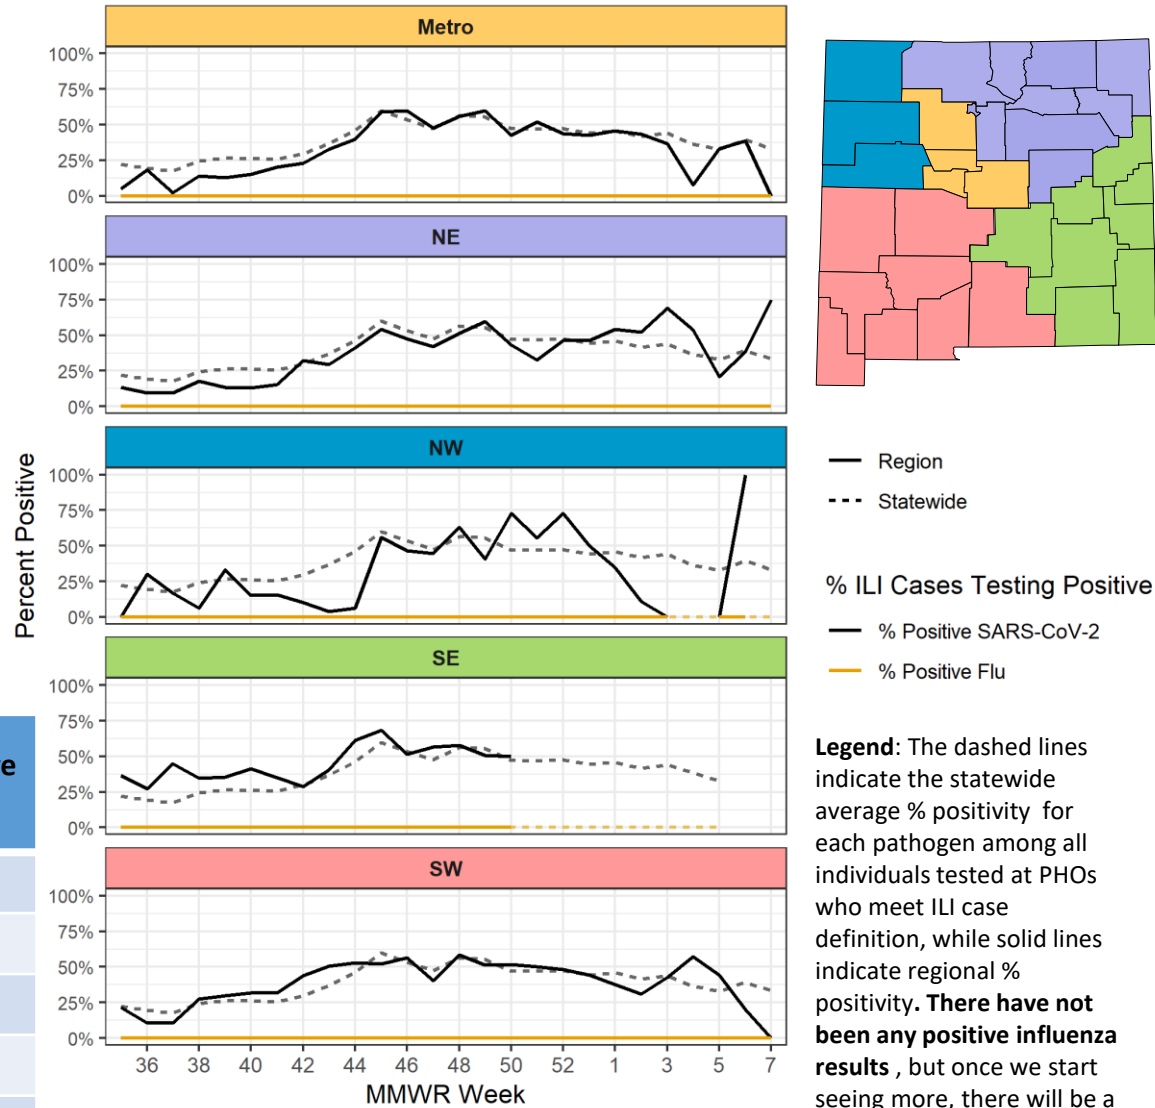 Metro
100%
75%
50%
25%
0%
NE
100%
75%
50%
25%
0%
NW
100%
75%
50%
25%
0%
SE
100%
75%
50%
25%
0%
SW
100%
75%
50%
25%
0%
36 38 40 42 44 46 48 50 52 1 3 5 7
MMWR Week
Percent Positive
Region
Statewide
% ILI Cases Testing Positive
% Positive SARS-CoV-2
% Positive Flu
Legend: The dashed lines
indicate the statewide
average % positivity for
each pathogen among all
individuals tested at PHOs
who meet ILI case
definition, while solid lines
indicate regional %
positivity. There have not
been any positive influenza
results , but once we start
seeing more, there will be a